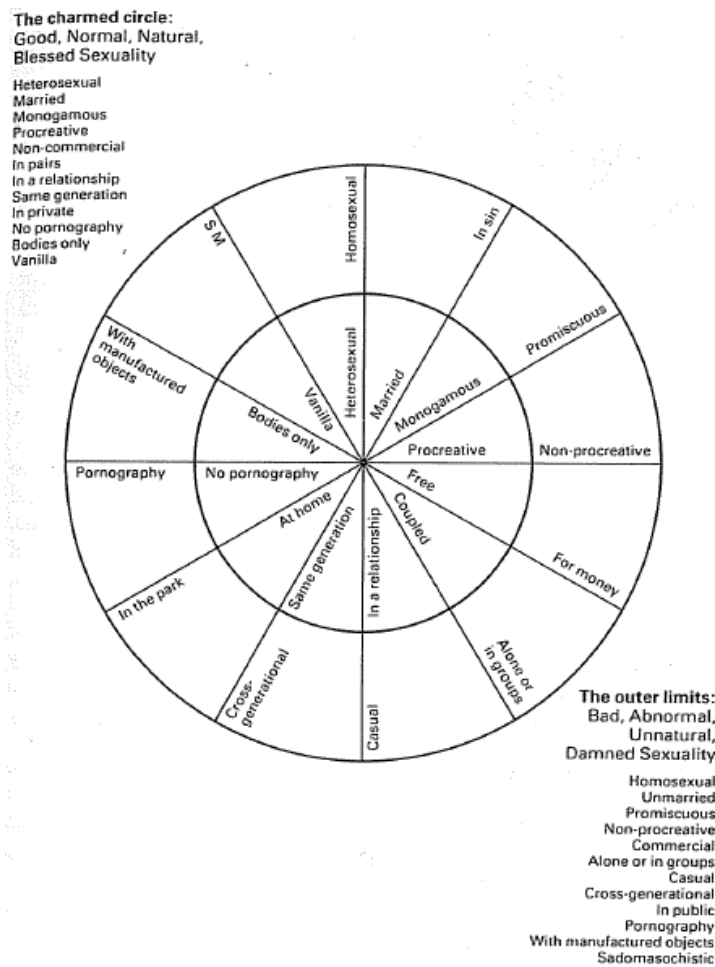 The charmed circle:
Good, Normal, Natural,
Blessed Sexuality
Heterosexual
Married
Monogamous
Procreative
Non-commercial
In pairs
In a relationship
Same generation
In private
No pornography
Bodies only
Vanilla
Homosexual
In sin
Promiscuous
Non-procreative
For money
Alone or
in groups
Casual
Cross-
generational
In the park
Pornography
With
manufactured
objects
S M
Heterosexual
Married
Monogamous
Procreative
Free
Coupled
In a relationship
Same generation
At home
No pornography
Bodies only
Vanilla
The outer limits:
Bad, Abnormal,
Unnatural,
Damned Sexuality
Homosexual
Unmarried
Promiscuous
Non-procreative
Commercial
Alone or in groups
Casual
Cross-generational
In public
Pornography
With manufactured objects
Sadomasochistic